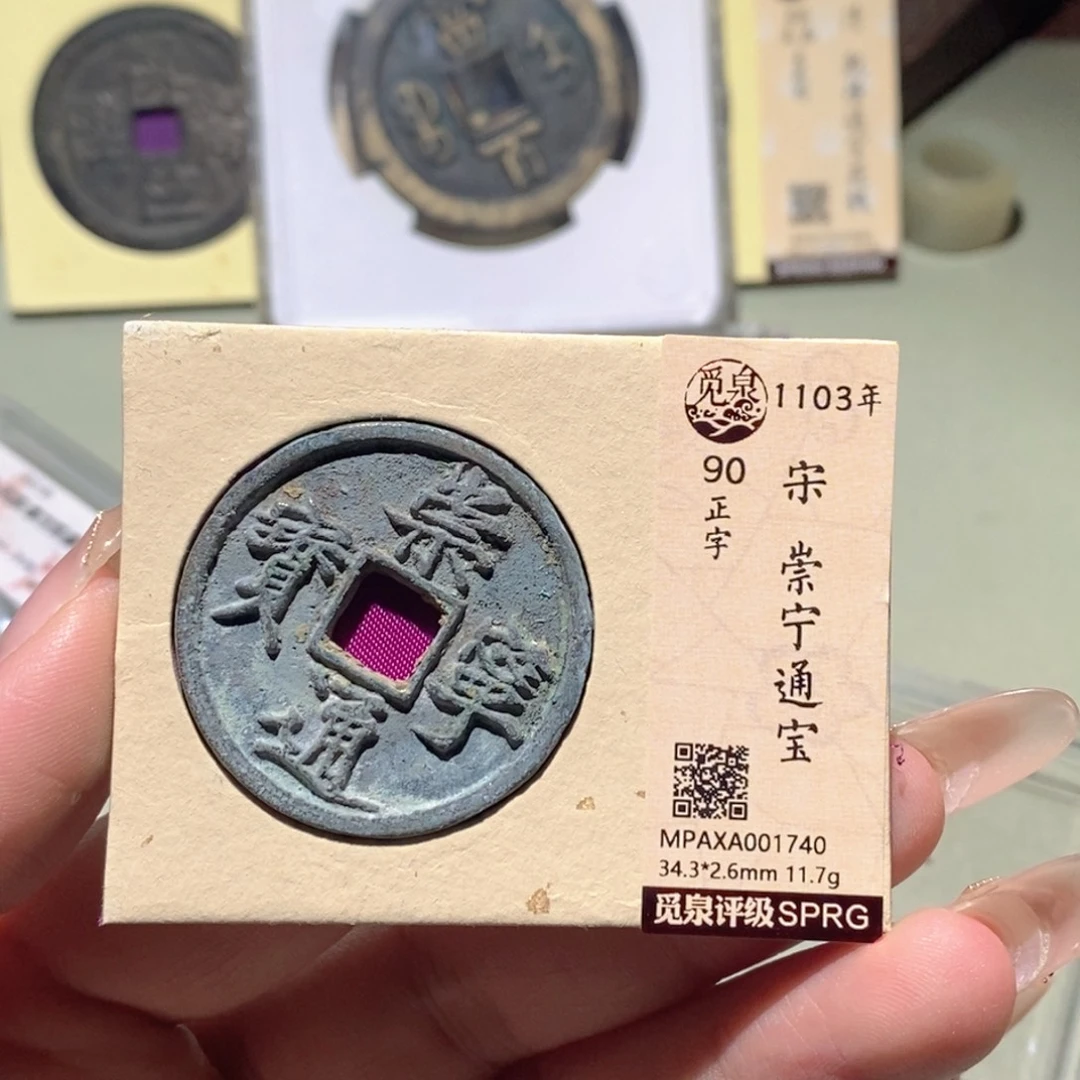 崇寧通寳
觅泉
1103年
90
正字
宋 崇宁通宝
MPAXA001740
34.3*2.6mm 11.7g
觅泉评级SPRG